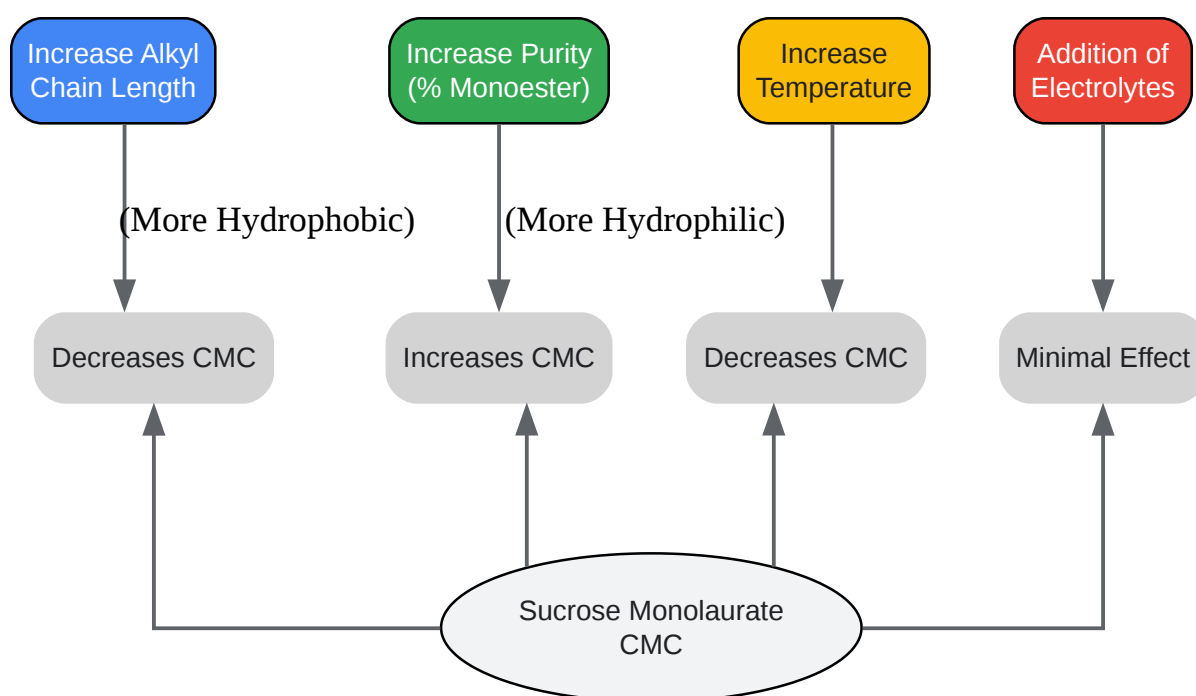 Increase Alkyl
Chain Length
Increase Purity
(% Monoester)
Increase
Temperature
Addition of
Electrolytes
(More Hydrophobic)
(More Hydrophilic)
Decreases CMC
Increases CMC
Decreases CMC
Minimal Effect
Sucrose Monolaurate
CMC